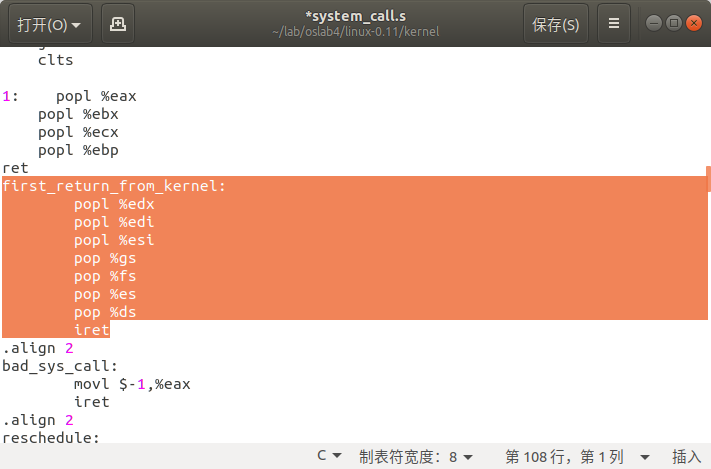 打开(O)
*system_call.s
~/lab/oslab4/linux-0.11/kernel
保存(S)
clts
1:    popl %eax
    popl %ebx
    popl %ecx
    popl %ebp
ret
first_return_from_kernel:
        popl %edx
        popl %edi
        popl %esi
        pop %gs
        pop %fs
        pop %es
        pop %ds
        iret
.align 2
bad_sys_call:
        movl $-1,%eax
        iret
.align 2
reschedule:
C 制表符宽度：8 第 108 行，第 1 列 插入